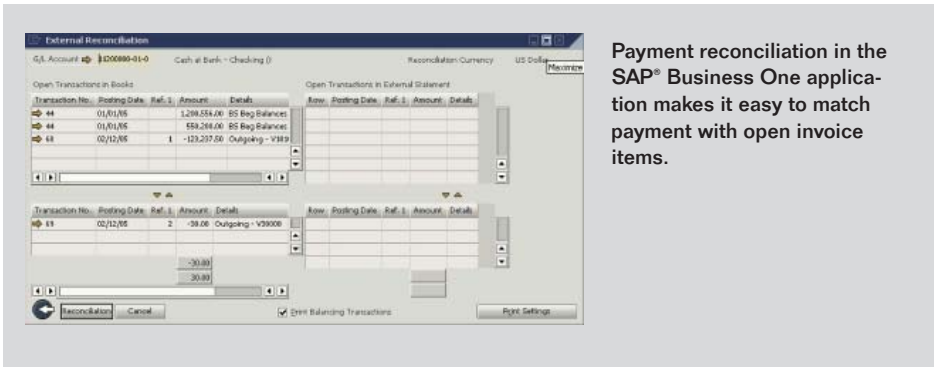 External Reconciliation
G/L Account 11200000-01-0 Cash at Bank - Checking () Reconciliation Currency US Dollar
Maximize
Open Transactions in Books Open Transactions in External Statement
Transaction No. Posting Date Ref. 1 Amount Details Row Posting Date Ref. 1 Amount Details
44 01/01/05 BS Beg Balances
44 01/01/05 BS Beg Balances
68 02/12/05 1 Outgoing -
Transaction No. Posting Date Ref. 1 Amount Details Row Posting Date Ref. 1 Amount Details
69 02/12/05 2 Outgoing -
-30.00
30.00
Reconciliation Cancel Print Balancing Transactions Print Settings
Payment reconciliation in the
SAP® Business One applica-
tion makes it easy to match
payment with open invoice
items.